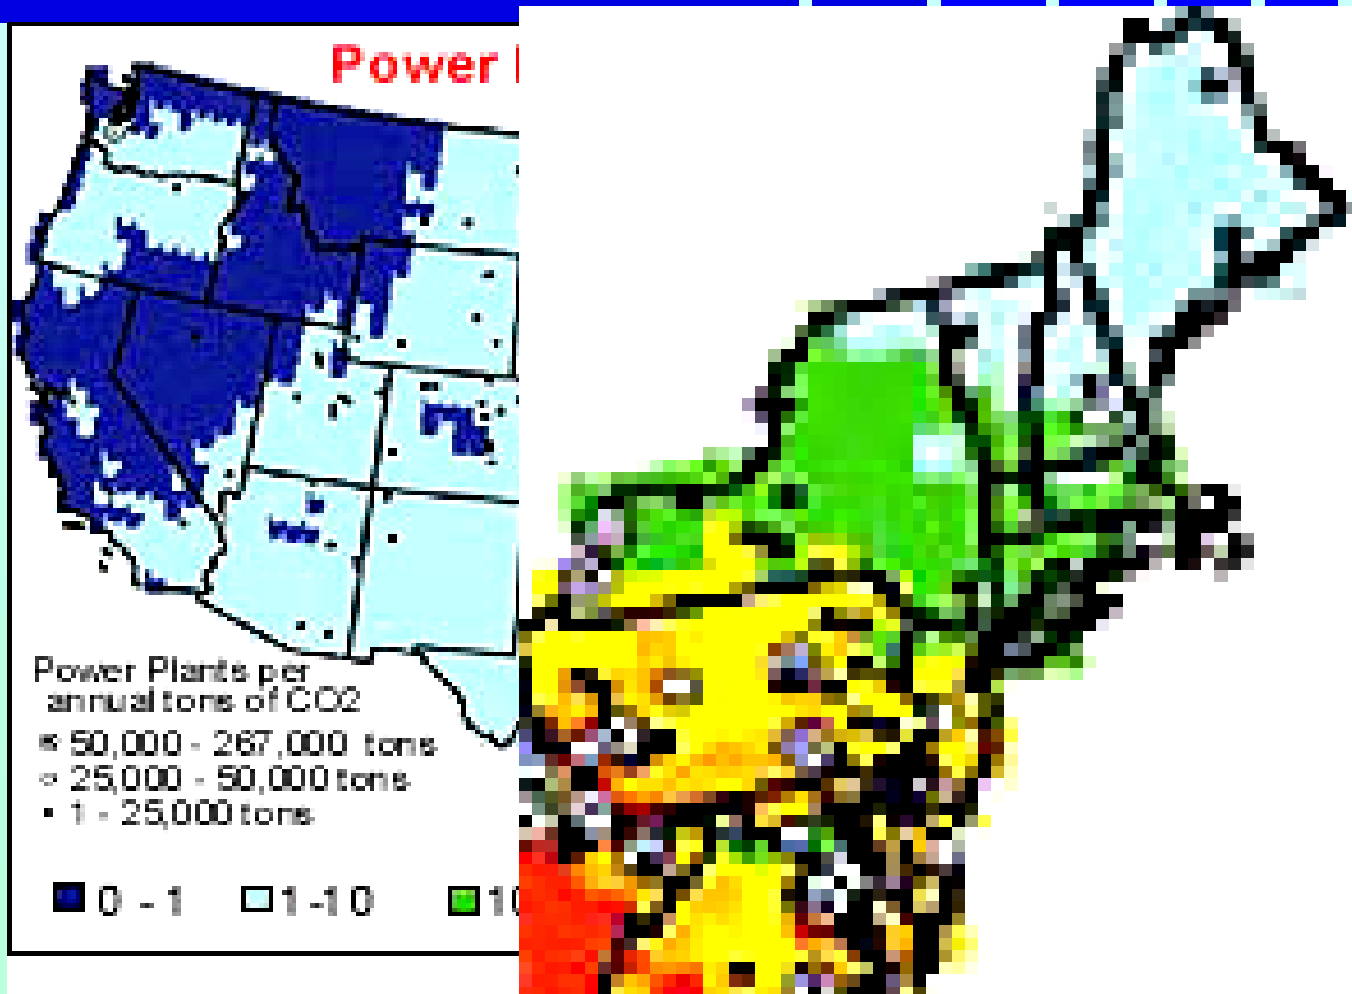 Power
Power Plants per
annual tons of CO2
50,000 - 267,000 tons
25,000 - 50,000 tons
1 - 25,000 tons
0 - 1 1-10 10